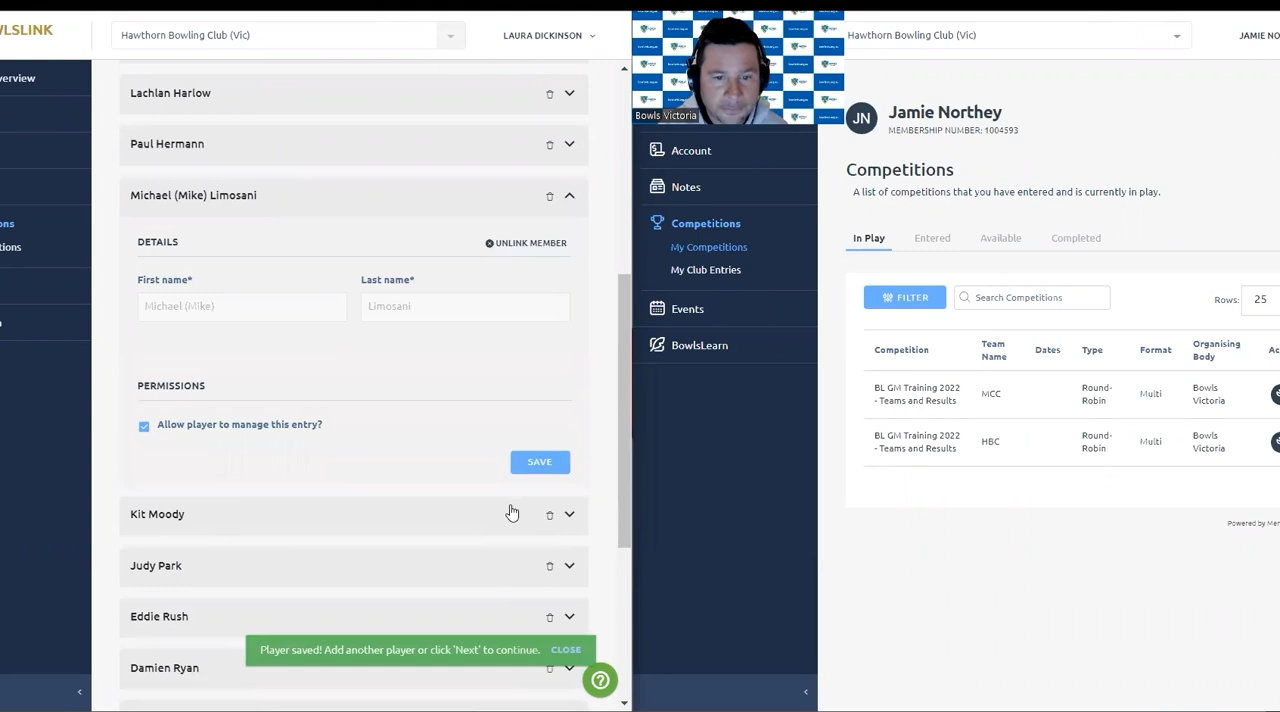 WLSLINK
Hawthorn Bowling Club (Vic)
LAURA DICKINSON
verview
ons
tions
Lachlan Harlow
Paul Hermann
Michael (Mike) Limosani
DETAILS
UNLINK MEMBER
First name*
Last name*
Michael (Mike)
Limosani
PERMISSIONS
Allow player to manage this entry?
SAVE
Kit Moody
Judy Park
Eddie Rush
Damien Ryan
Player saved! Add another player or click 'Next' to continue.
CLOSE
Bowls Victoria
Account
Notes
Competitions
My Competitions
My Club Entries
Events
BowlsLearn
Hawthorn Bowling Club (Vic)
JAMIE NO
JN
Jamie Northey
MEMBERSHIP NUMBER: 1004593
Competitions
A list of competitions that you have entered and is currently in play.
In Play
Entered
Available
Completed
FILTER
Search Competitions
Rows:
25
Competition
Team
Name
Dates
Type
Format
Organising
Body
Ac
BL GM Training 2022
- Teams and Results
MCC
Round-
Robin
Multi
Bowls
Victoria
BL GM Training 2022
- Teams and Results
HBC
Round-
Robin
Multi
Bowls
Victoria
Powered by Mer